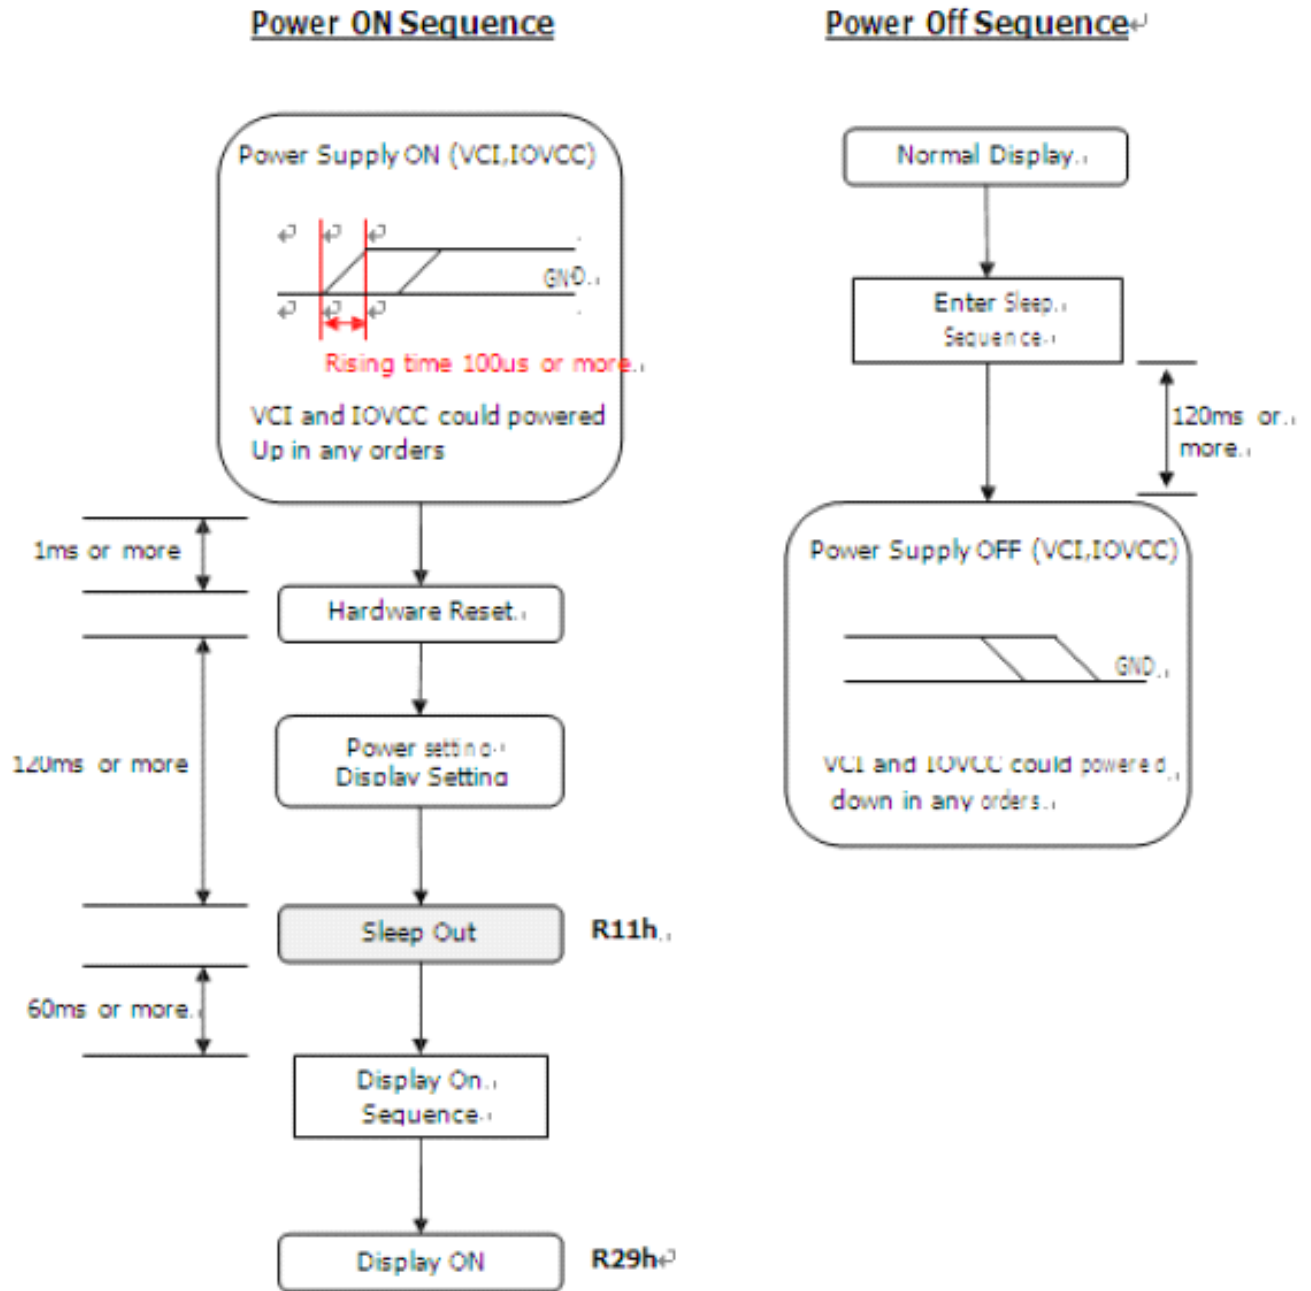 Power ON Sequence
Power Supply ON (VCI,IOVCC)
GND
Rising time 100us or more
VCI and IOVCC could powered
Up in any orders
1ms or more
Hardware Reset
120ms or more
Power setting
Display Setting
Sleep Out
R11h
60ms or more
Display On
Sequence
Display ON
R29h
Power Off Sequence
Normal Display
Enter Sleep
Sequence
120ms or
more
Power Supply OFF (VCI,IOVCC)
GND
VCI and IOVCC could powered
down in any orders